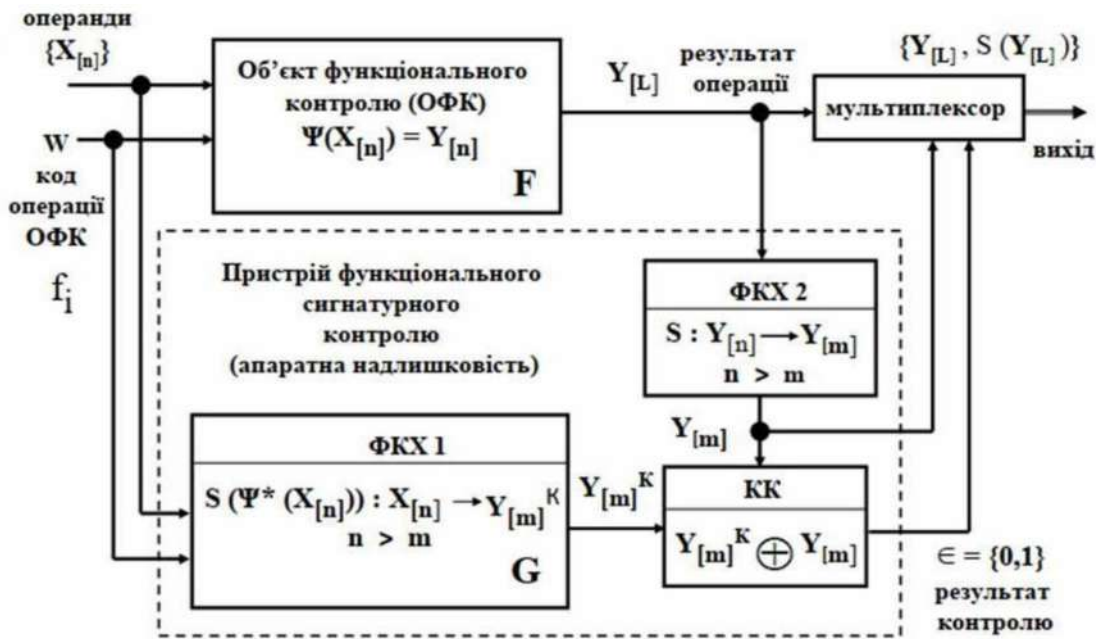 операнди
{X[n]}
W
код
операції
ОФК
fi
Об’єкт функціонального
контролю (ОФК)
Ψ(X[n]) = Y[n]
F
Y[L]
результат
операції
{Y[L] , S (Y[L] )}
мультиплексор
вихід
Пристрій функціонального
сигнатурного
контролю
(апаратна надлишковість)
ФКХ 2
S : Y[n] → Y[m]
n > m
Y[m]
ФКХ 1
S (Ψ* (X[n])) : X[n] → Y[m]К
n > m
G
Y[m]К
КК
Y[m]К ⊕ Y[m]
∈ = {0,1}
результат
контролю